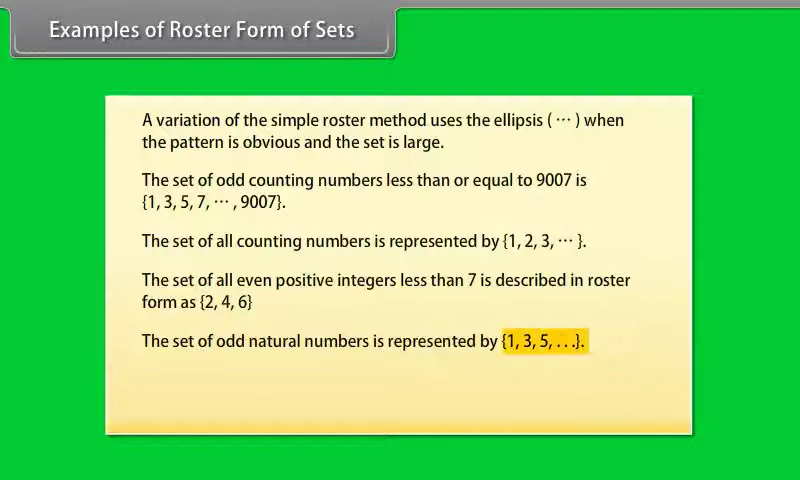 Examples of Roster Form of Sets
A variation of the simple roster method uses the ellipsis ( ⋯ ) when
the pattern is obvious and the set is large.
The set of odd counting numbers less than or equal to 9007 is
{1, 3, 5, 7, ⋯ , 9007}.
The set of all counting numbers is represented by {1, 2, 3, ⋯ }.
The set of all even positive integers less than 7 is described in roster
form as {2, 4, 6}
The set of odd natural numbers is represented by {1, 3, 5, . . .}.